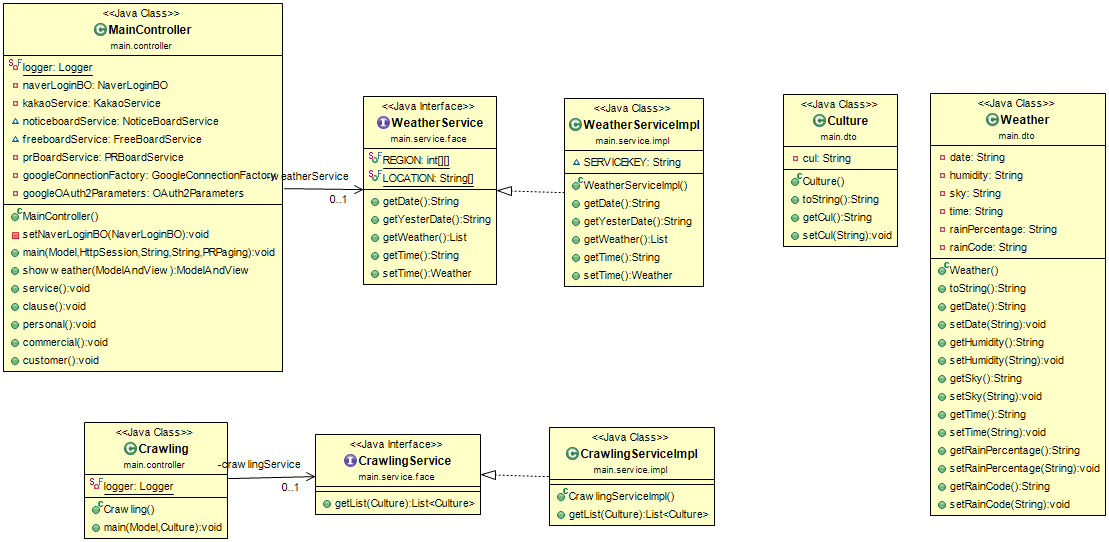 <<Java Class>>
MainController
main.controller
logger: Logger
naverLoginBO: NaverLoginBO
kakaoService: KakaoService
noticeboardService: NoticeBoardService
freeboardService: FreeBoardService
prBoardService: PRBoardService
googleConnectionFactory: GoogleConnectionFactory
googleOAuth2Parameters: OAuth2Parameters
MainController()
setNaverLoginBO(NaverLoginBO):void
main(Model,HttpSession,String,String,PRPaging):void
showweather(ModelAndView):ModelAndView
service():void
clause():void
personal():void
commercial():void
customer():void
-weatherService
0..1
<<Java Interface>>
WeatherService
main.service.face
REGION: int[][]
LOCATION: String[]
getDate():String
getYesterDate():String
getWeather():List
getTime():String
setTime():Weather
<<Java Class>>
WeatherServiceImpl
main.service.impl
SERVICEKEY: String
WeatherServiceImpl()
getDate():String
getYesterDate():String
getWeather():List
getTime():String
setTime():Weather
<<Java Class>>
Culture
main.dto
cul: String
Culture()
toString():String
getCul():String
setCul(String):void
<<Java Class>>
Weather
main.dto
date: String
humidity: String
sky: String
time: String
rainPercentage: String
rainCode: String
Weather()
toString():String
getDate():String
setDate(String):void
getHumidity():String
setHumidity(String):void
getSky():String
setSky(String):void
getTime():String
setTime(String):void
getRainPercentage():String
setRainPercentage(String):void
getRainCode():String
setRainCode(String):void
<<Java Class>>
Crawling
main.controller
logger: Logger
Crawling()
main(Model,Culture):void
-crawlingService
0..1
<<Java Interface>>
CrawlingService
main.service.face
getList(Culture):List<Culture>
<<Java Class>>
CrawlingServiceImpl
main.service.impl
CrawlingServiceImpl()
getList(Culture):List<Culture>